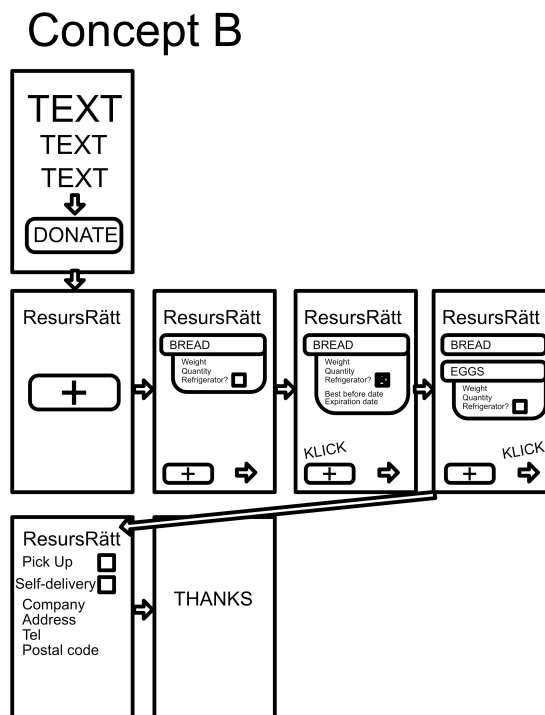 Concept B
TEXT
TEXT
TEXT
DONATE
ResursRätt
+
ResursRätt
BREAD
Weight
Quantity
Refrigerator?
+
ResursRätt
BREAD
Weight
Quantity
Refrigerator?
Best before date
Expiration date
KLICK
+
ResursRätt
BREAD
EGGS
Weight
Quantity
Refrigerator?
KLICK
+
ResursRätt
Pick Up
Self-delivery
Company
Address
Tel
Postal code
THANKS